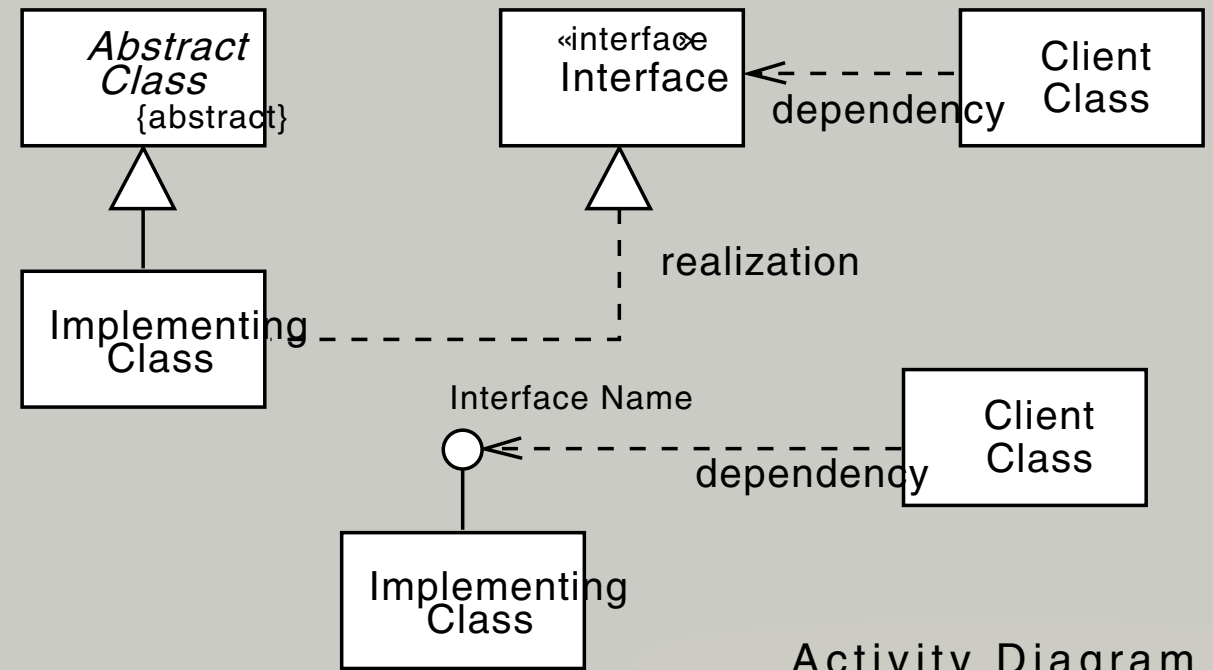 Abstract
Class
{abstract}
«interface»
Interface
Client
Class
dependency
realization
Implementing
Class
Interface Name
Client
Class
dependency
Implementing
Class
Activity Diagram